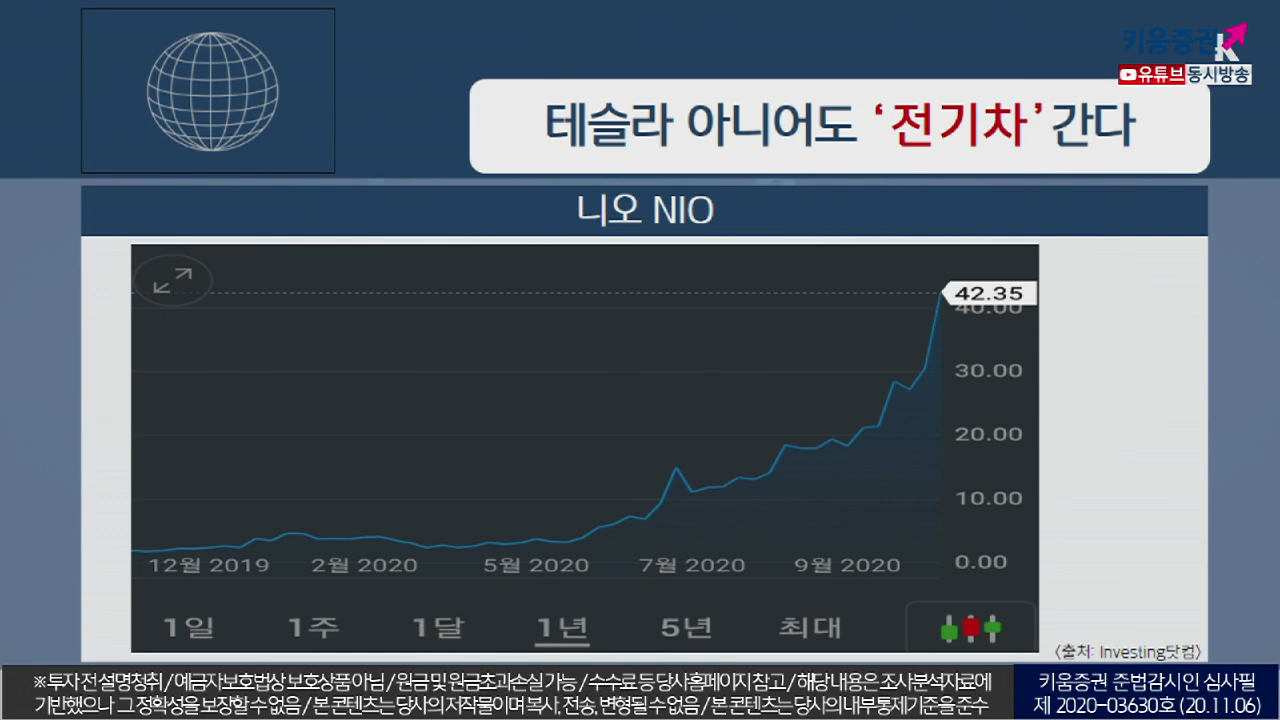 키움증권
유튜브동시방송
테슬라 아니어도 ‘전기차’ 간다
니오 NIO
42.35
40.00
30.00
20.00
10.00
0.00
12월 2019 2월 2020 5월 2020 7월 2020 9월 2020
1일 1주 1달 1년 5년 최대
〈출처: Investing닷컴〉
※ 투자 전 설명청취 / 예금자보호법상 보호상품 아님 / 원금 및 원금초과손실 가능 / 수수료 등 당사홈페이지 참고 / 해당 내용은 조사분석자료에
기반했으나 그 정확성을 보장할 수 없음 / 본 콘텐츠는 당사의 저작물이며 복사, 전송, 변형될 수 없음 / 본 콘텐츠는 당사의 내부통제기준을 준수
키움증권 준법감시인 심사필
제 2020-03630호 (20.11.06)